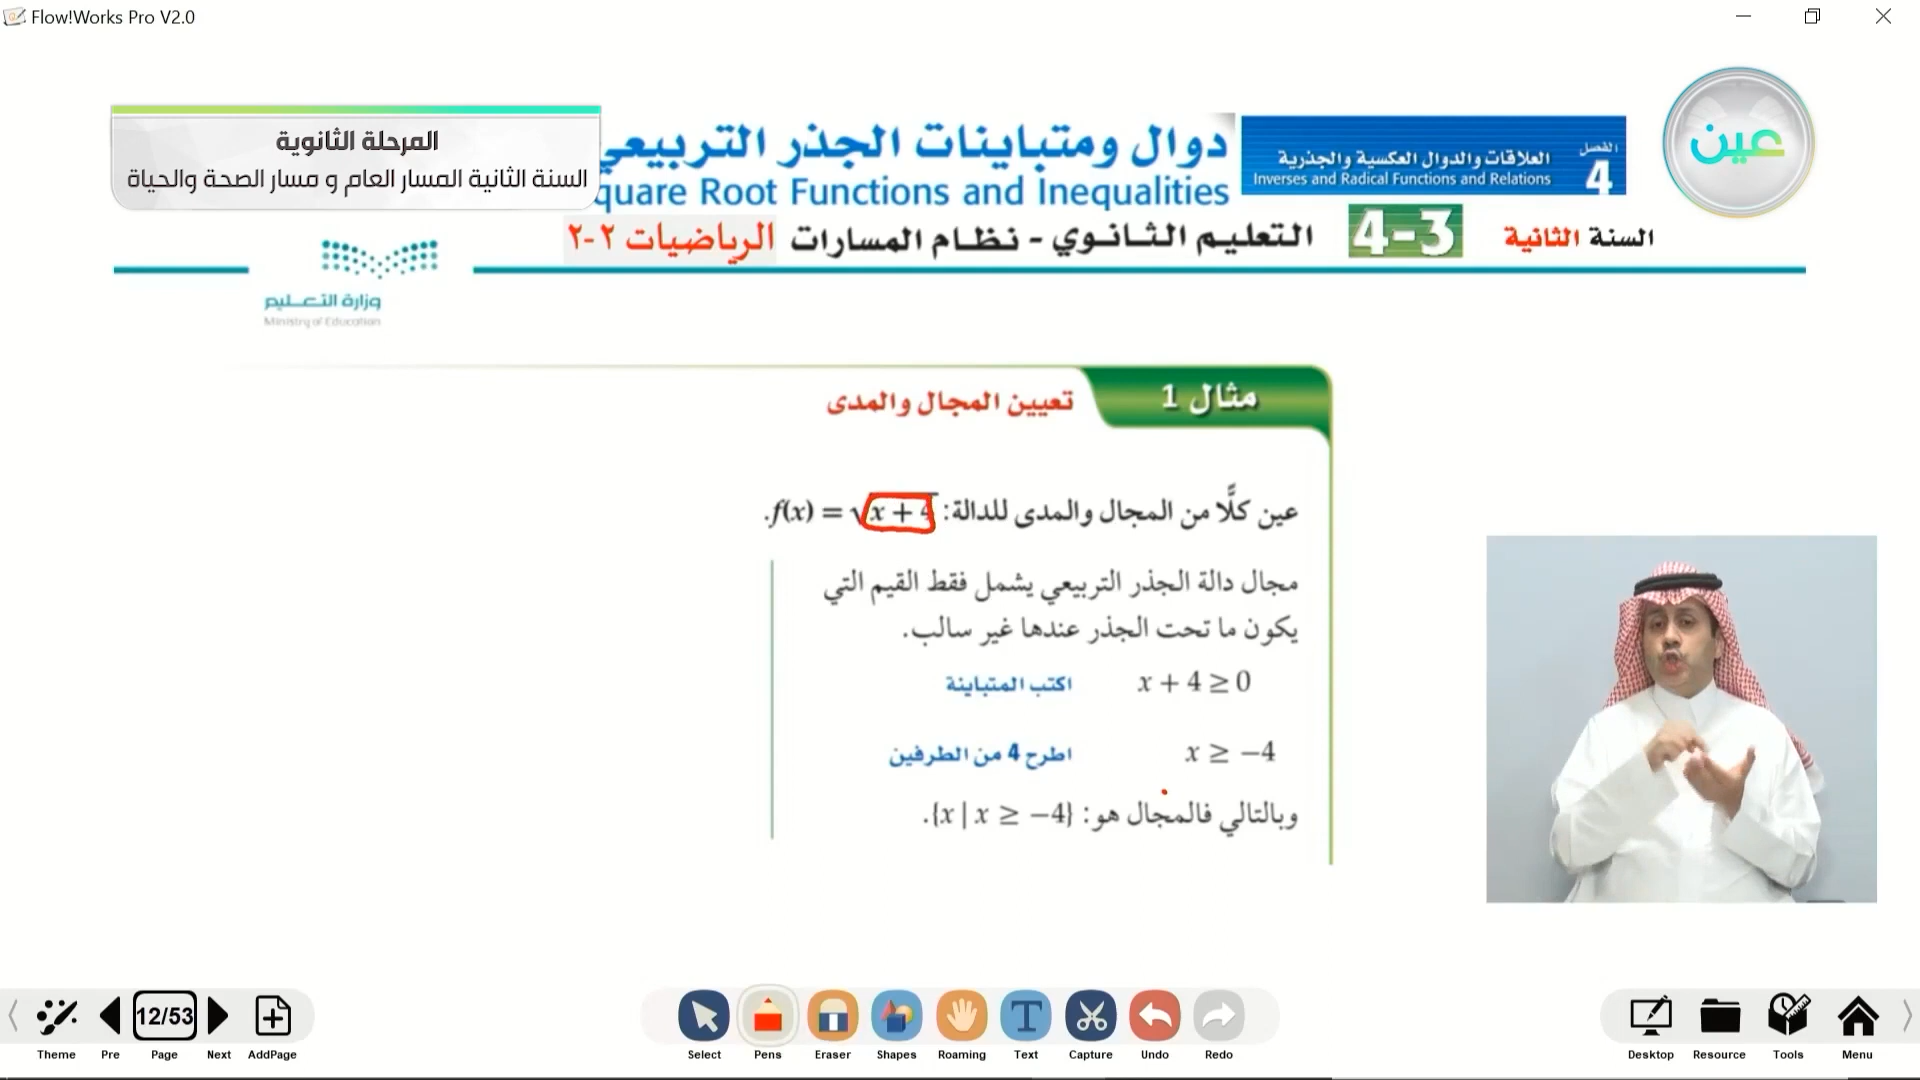 Flow!Works Pro V2.0
عين
الفصل 4
العلاقات والدوال العكسية والجذرية
Inverses and Radical Functions and Relations
دوال ومتباينات الجذر التربيعي
quare Root Functions and Inequalities
المرحلة الثانوية
السنة الثانية المسار العام و مسار الصحة والحياة
السنة الثانية
4-3
التعليم الثانوي - نظام المسارات الرياضيات ٢-٢
وزارة التعليم
Ministry of Education
مثال 1
تعيين المجال والمدى
عين كلًّا من المجال والمدى للدالة: f(x) = √x + 4.
مجال دالة الجذر التربيعي يشمل فقط القيم التي
يكون ما تحت الجذر عندها غير سالب.
x + 4 ≥ 0 اكتب المتباينة
x ≥ −4 اطرح 4 من الطرفين
وبالتالي فالمجال هو: {x | x ≥ −4}.
12/53
Theme Pre Page Next AddPage
Select Pens Eraser Shapes Roaming Text Capture Undo Redo
Desktop Resource Tools Menu